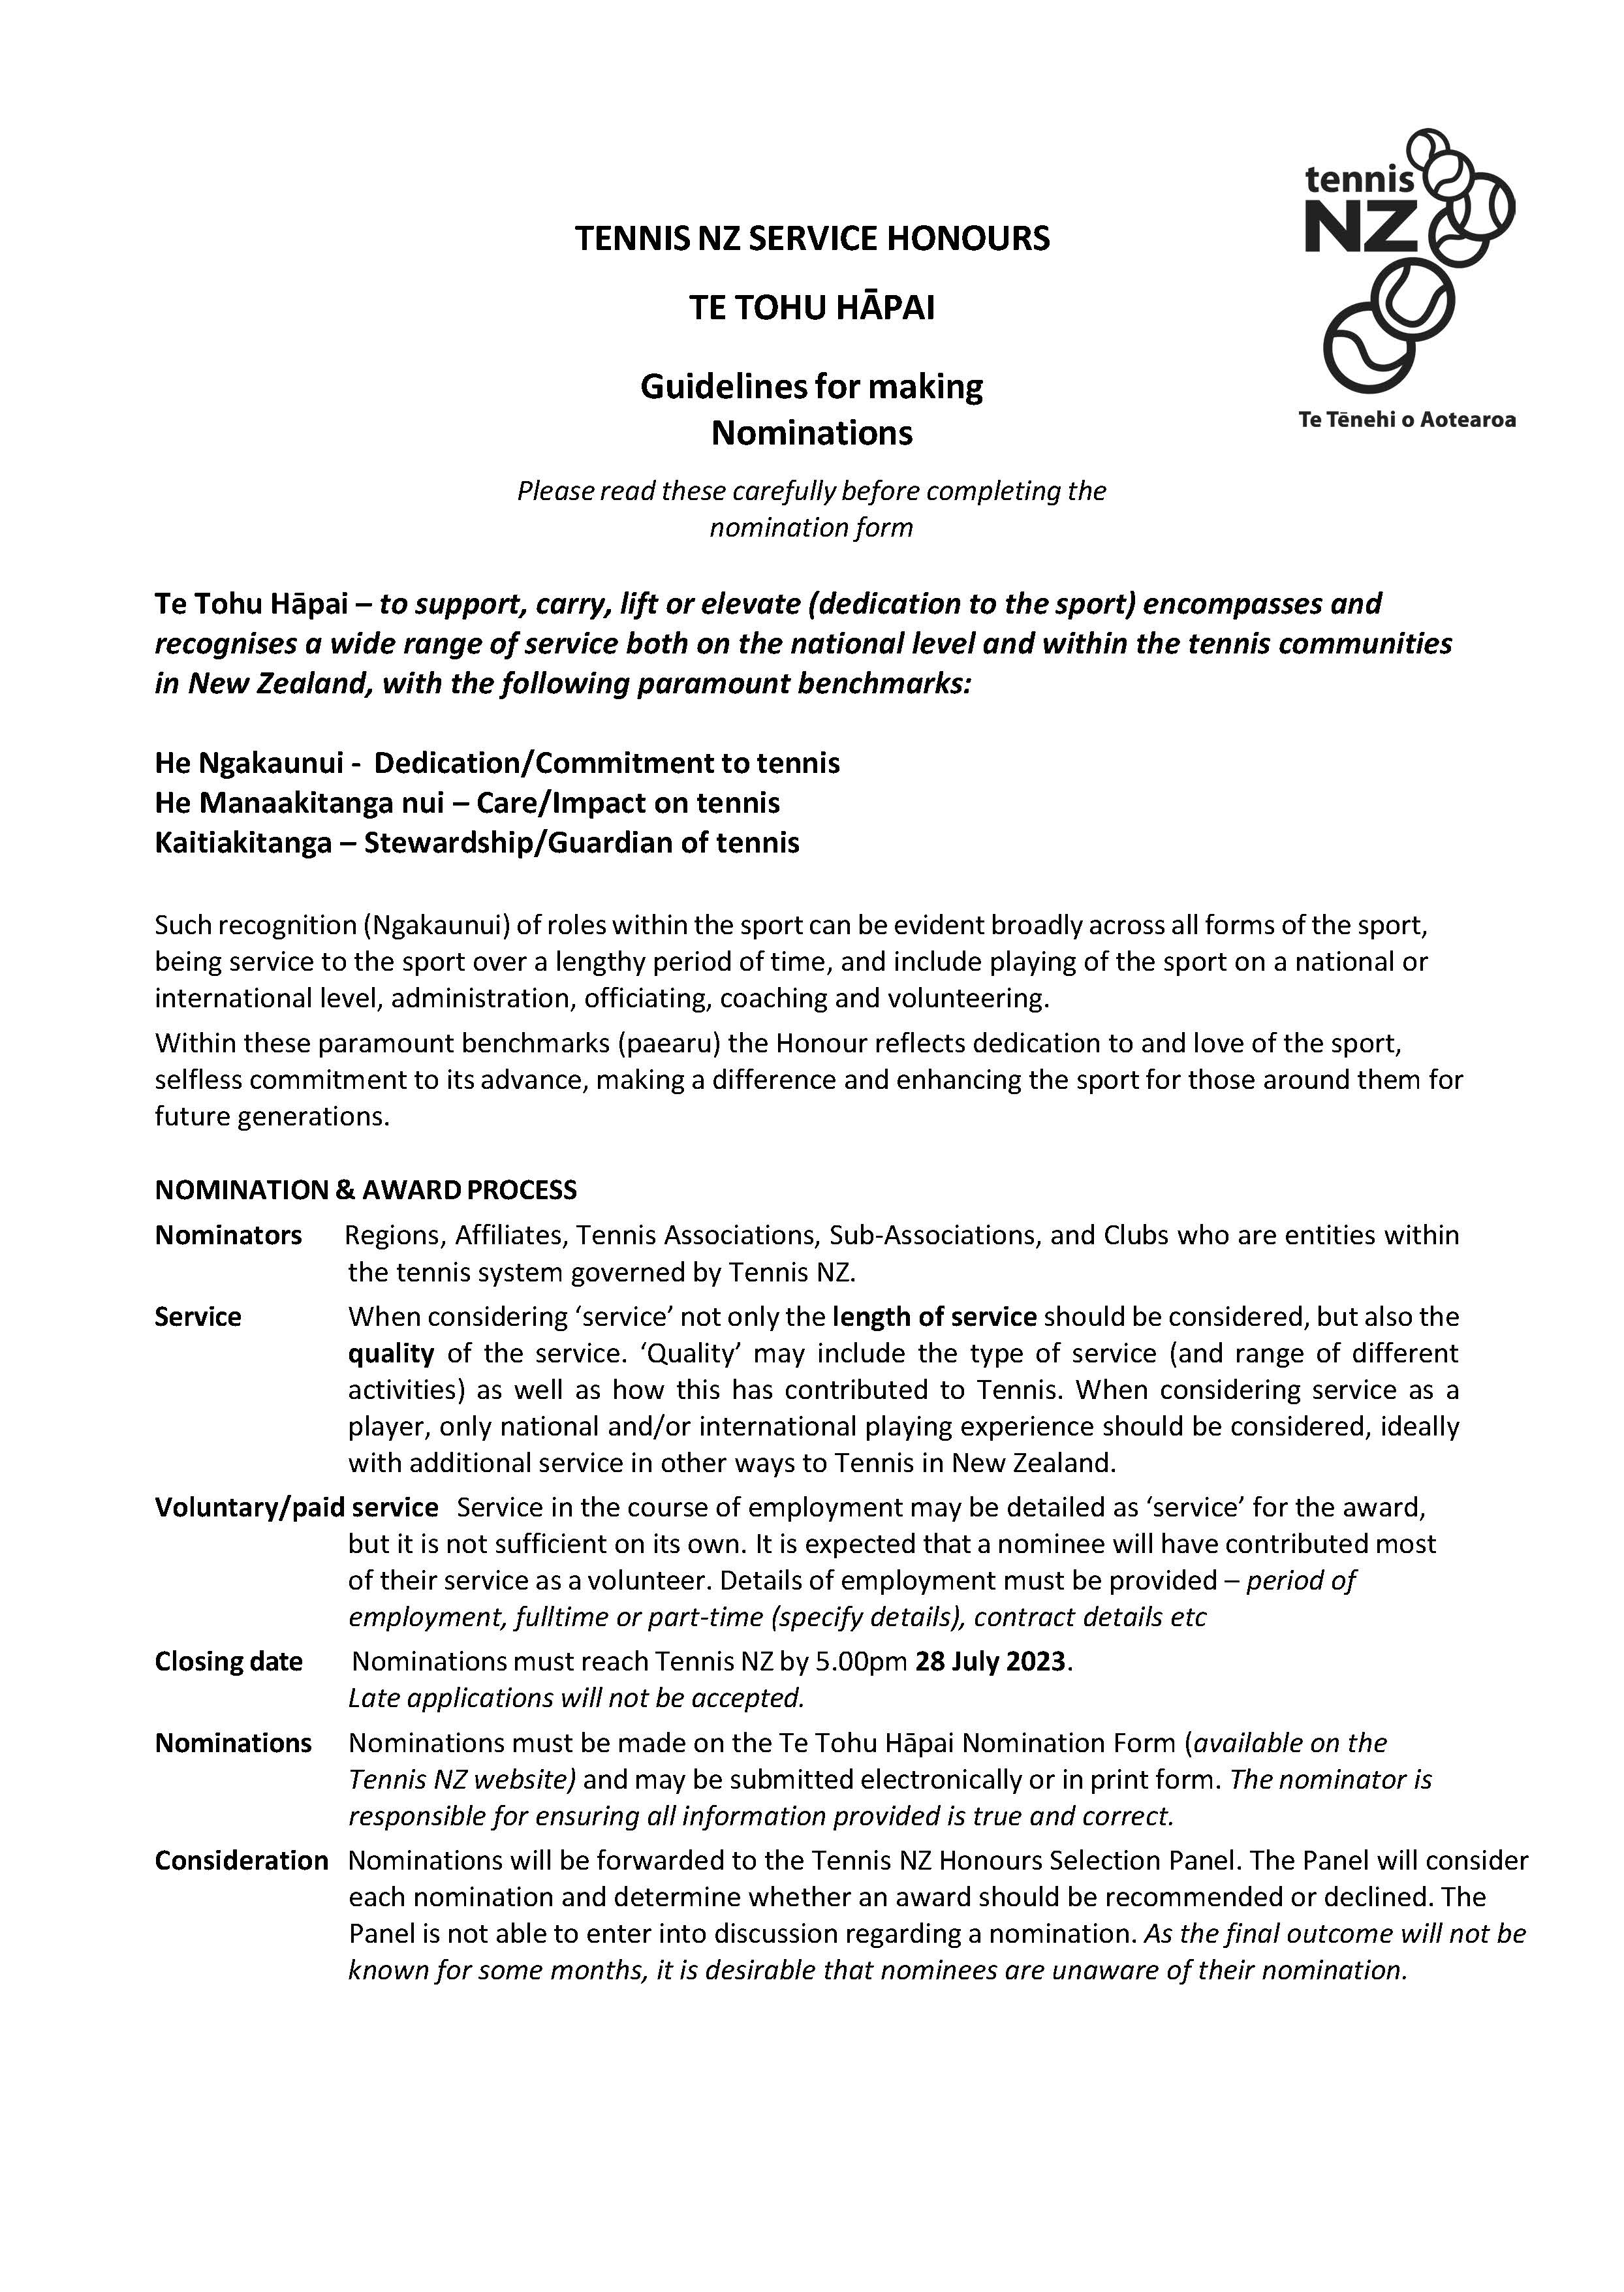 tennis
NZ
Te Tēnehi o Aotearoa
TENNIS NZ SERVICE HONOURS
TE TOHU HĀPAI
Guidelines for making
Nominations
Please read these carefully before completing the
nomination form
Te Tohu Hāpai – to support, carry, lift or elevate (dedication to the sport) encompasses and
recognises a wide range of service both on the national level and within the tennis communities
in New Zealand, with the following paramount benchmarks:
He Ngakaunui - Dedication/Commitment to tennis
He Manaakitanga nui – Care/Impact on tennis
Kaitiakitanga – Stewardship/Guardian of tennis
Such recognition (Ngakaunui) of roles within the sport can be evident broadly across all forms of the sport,
being service to the sport over a lengthy period of time, and include playing of the sport on a national or
international level, administration, officiating, coaching and volunteering.
Within these paramount benchmarks (paearu) the Honour reflects dedication to and love of the sport,
selfless commitment to its advance, making a difference and enhancing the sport for those around them for
future generations.
NOMINATION & AWARD PROCESS
Nominators Regions, Affiliates, Tennis Associations, Sub-Associations, and Clubs who are entities within
the tennis system governed by Tennis NZ.
Service When considering ‘service’ not only the length of service should be considered, but also the
quality of the service. ‘Quality’ may include the type of service (and range of different
activities) as well as how this has contributed to Tennis. When considering service as a
player, only national and/or international playing experience should be considered, ideally
with additional service in other ways to Tennis in New Zealand.
Voluntary/paid service Service in the course of employment may be detailed as ‘service’ for the award,
but it is not sufficient on its own. It is expected that a nominee will have contributed most
of their service as a volunteer. Details of employment must be provided – period of
employment, fulltime or part-time (specify details), contract details etc
Closing date Nominations must reach Tennis NZ by 5.00pm 28 July 2023.
Late applications will not be accepted.
Nominations Nominations must be made on the Te Tohu Hāpai Nomination Form (available on the
Tennis NZ website) and may be submitted electronically or in print form. The nominator is
responsible for ensuring all information provided is true and correct.
Consideration Nominations will be forwarded to the Tennis NZ Honours Selection Panel. The Panel will consider
each nomination and determine whether an award should be recommended or declined. The
Panel is not able to enter into discussion regarding a nomination. As the final outcome will not be
known for some months, it is desirable that nominees are unaware of their nomination.